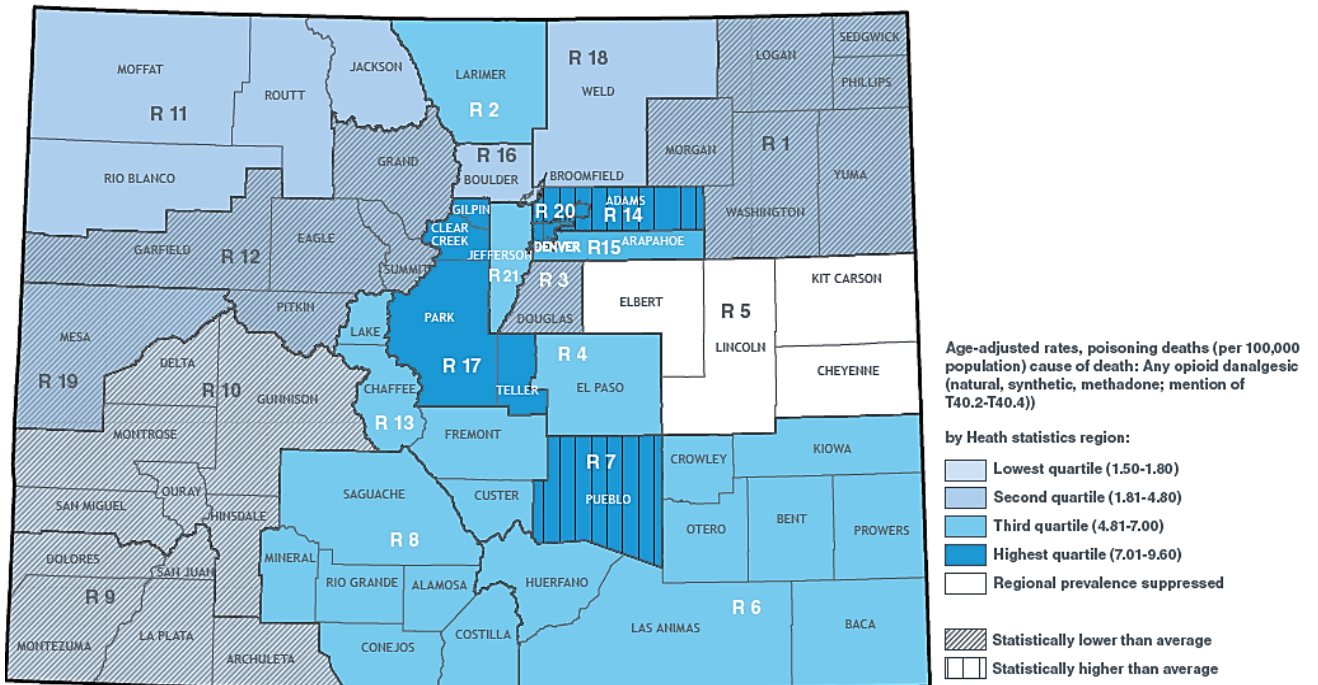 SEDGWICK
LOGAN
R 18
MOFFAT
JACKSON
LARIMER
PHILLIPS
WELD
ROUTT
R 11
R 2
R 1
MORGAN
R 16
GRAND
RIO BLANCO
BOULDER
BROOMFIELD
YUMA
ADAMS
GILPIN
R 20
R 14
WASHINGTON
CLEAR
CREEK
EAGLE
GARFIELD
R 12
DENVER
R15
ARAPAHOE
JEFFERSON
SUMMIT
R 21
R 3
KIT CARSON
PITKIN
ELBERT
R 5
DOUGLAS
PARK
LAKE
MESA
LINCOLN
R 4
DELTA
R 17
CHEYENNE
R 19
R 10
GUNNISON
CHAFFEE
TELLER
EL PASO
R 13
MONTROSE
FREMONT
KIOWA
CROWLEY
R 7
OURAY
SAGUACHE
CUSTER
PUEBLO
SAN MIGUEL
HINSDALE
BENT
OTERO
PROWERS
R 8
DOLORES
MINERAL
SAN JUAN
RIO GRANDE
ALAMOSA
HUERFANO
R 9
R 6
LA PLATA
COSTILLA
LAS ANIMAS
BACA
MONTEZUMA
CONEJOS
ARCHULETA
Age-adjusted rates, poisoning deaths (per 100,000
population) cause of death: Any opioid danalgesic
(natural, synthetic, methadone; mention of
T40.2-T40.4))
by Heath statistics region:
Lowest quartile (1.50-1.80)
Second quartile (1.81-4.80)
Third quartile (4.81-7.00)
Highest quartile (7.01-9.60)
Regional prevalence suppressed
Statistically lower than average
Statistically higher than average